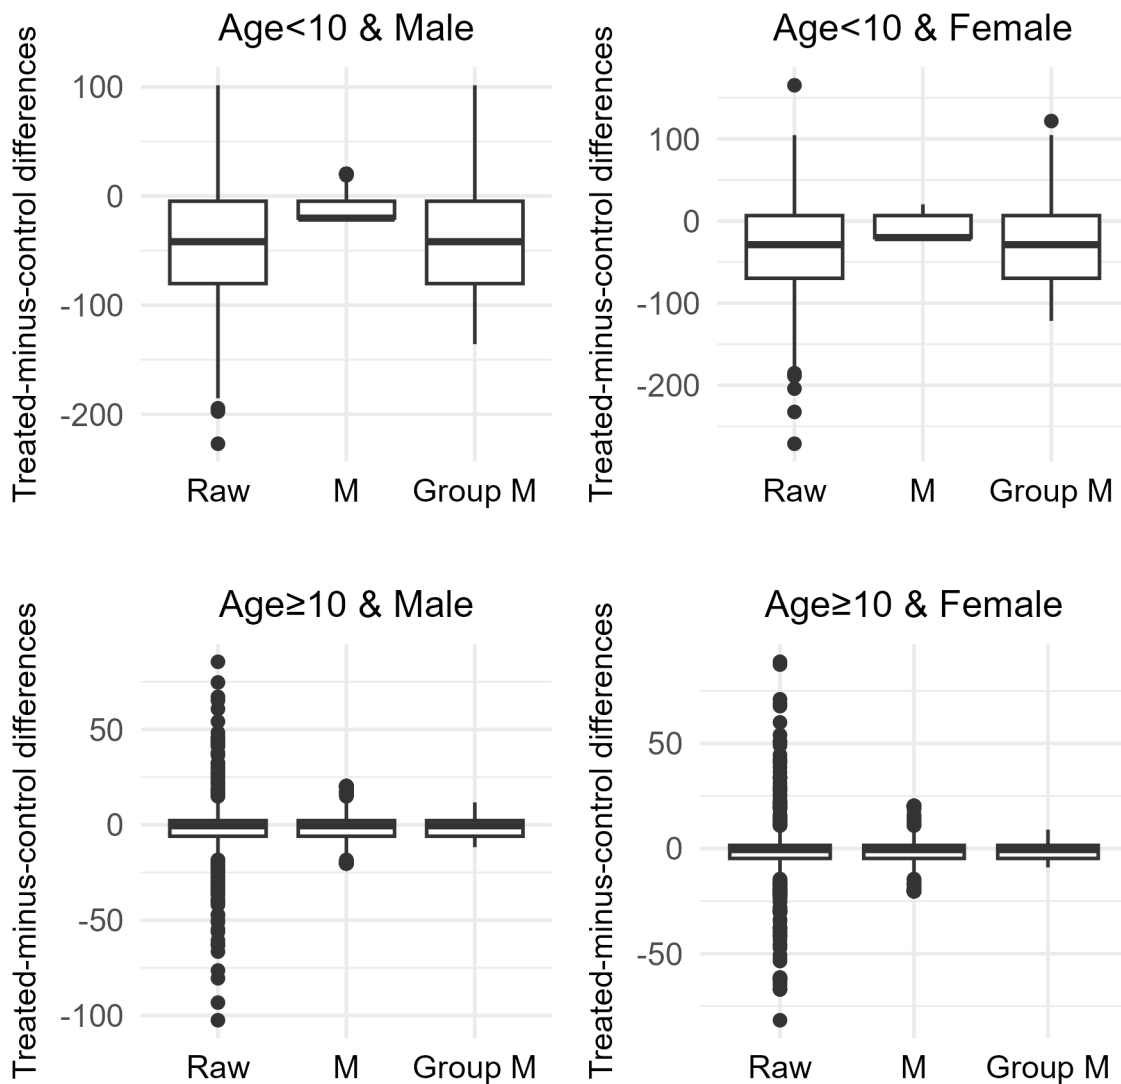 Age<10 & Male
Treated-minus-control differences
100
0
-100
-200
Raw M Group M
Age<10 & Female
Treated-minus-control differences
100
0
-100
-200
Raw M Group M
Age≥10 & Male
Treated-minus-control differences
50
0
-50
-100
Raw M Group M
Age≥10 & Female
Treated-minus-control differences
50
0
-50
Raw M Group M